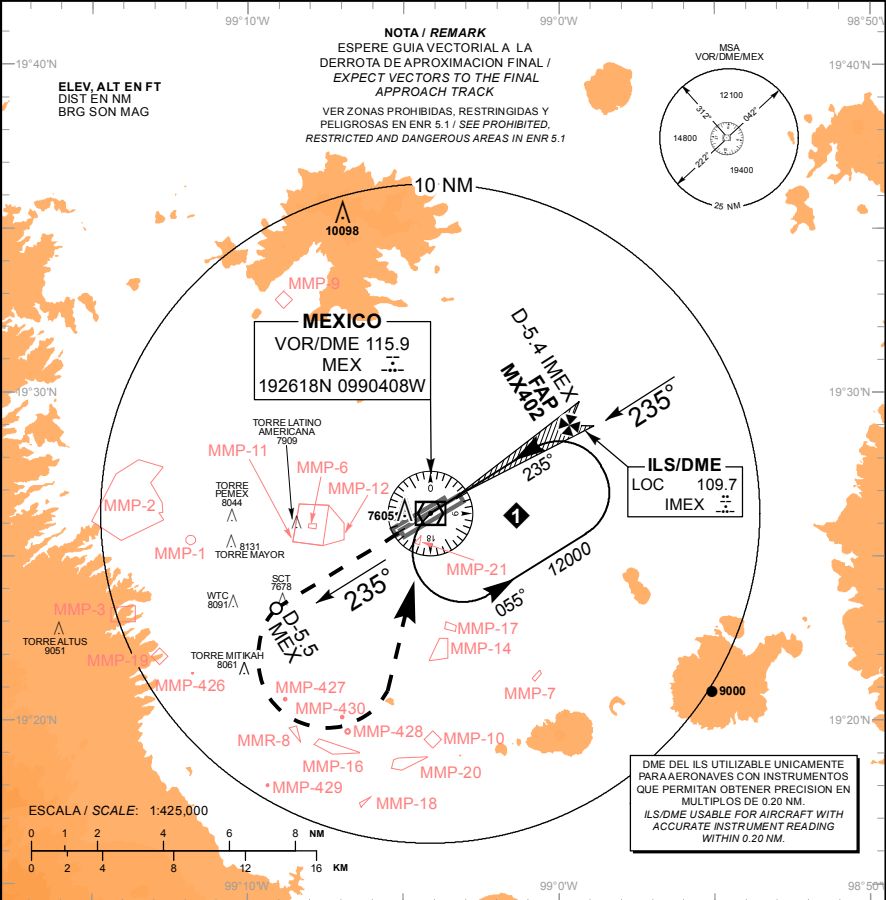 99°10'W
99°0'W
98°50'W
19°40'N
19°40'N
NOTA / REMARK
ESPERE GUIA VECTORIAL A LA
DERROTA DE APROXIMACION FINAL /
EXPECT VECTORS TO THE FINAL
APPROACH TRACK
VER ZONAS PROHIBIDAS, RESTRINGIDAS Y
PELIGROSAS EN ENR 5.1 / SEE PROHIBITED,
RESTRICTED AND DANGEROUS AREAS IN ENR 5.1
ELEV, ALT EN FT
DIST EN NM
BRG SON MAG
MSA
VOR/DME/MEX
12100
312°
042°
14800
222°
19400
25 NM
10 NM
10098
MMP-9
MEXICO
VOR/DME 115.9
MEX
192618N 0990408W
D-5.4 IMEX
FAP
MX402
235°
19°30'N
19°30'N
TORRE LATINO
AMERICANA
7909
MMP-11
MMP-6
MMP-12
235°
ILS/DME
LOC 109.7
IMEX
TORRE
PEMEX
8044
MMP-2
7605
0
9
18
1
8131
TORRE MAYOR
MMP-1
MMP-21
12000
055°
235°
SCT
7678
WTC
8091
D-5.5
MEX
MMP-3
TORRE ALTUS
9051
MMP-17
MMP-14
MMP-19
TORRE MITIKAH
8061
MMP-426
MMP-427
MMP-7
9000
MMP-430
19°20'N
19°20'N
MMP-428
MMR-8
MMP-10
MMP-16
MMP-20
MMP-429
MMP-18
DME DEL ILS UTILIZABLE UNICAMENTE
PARA AERONAVES CON INSTRUMENTOS
QUE PERMITAN OBTENER PRECISION EN
MULTIPLOS DE 0.20 NM.
ILS/DME USABLE FOR AIRCRAFT WITH
ACCURATE INSTRUMENT READING
WITHIN 0.20 NM.
ESCALA / SCALE: 1:425,000
0 1 2 4 6 8 NM
0 2 4 8 12 16 KM
99°10'W
99°0'W
98°50'W